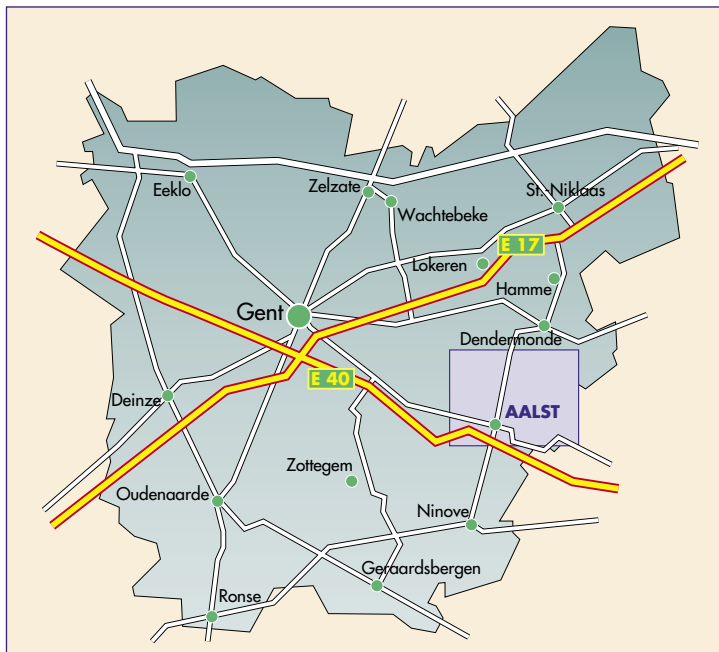 Eeklo
Zelzate
Wachtebeke
St.-Niklaas
E 17
Lokeren
Hamme
Gent
Dendermonde
E 40
Deinze
AALST
Zottegem
Oudenaarde
Ninove
Geraardsbergen
Ronse